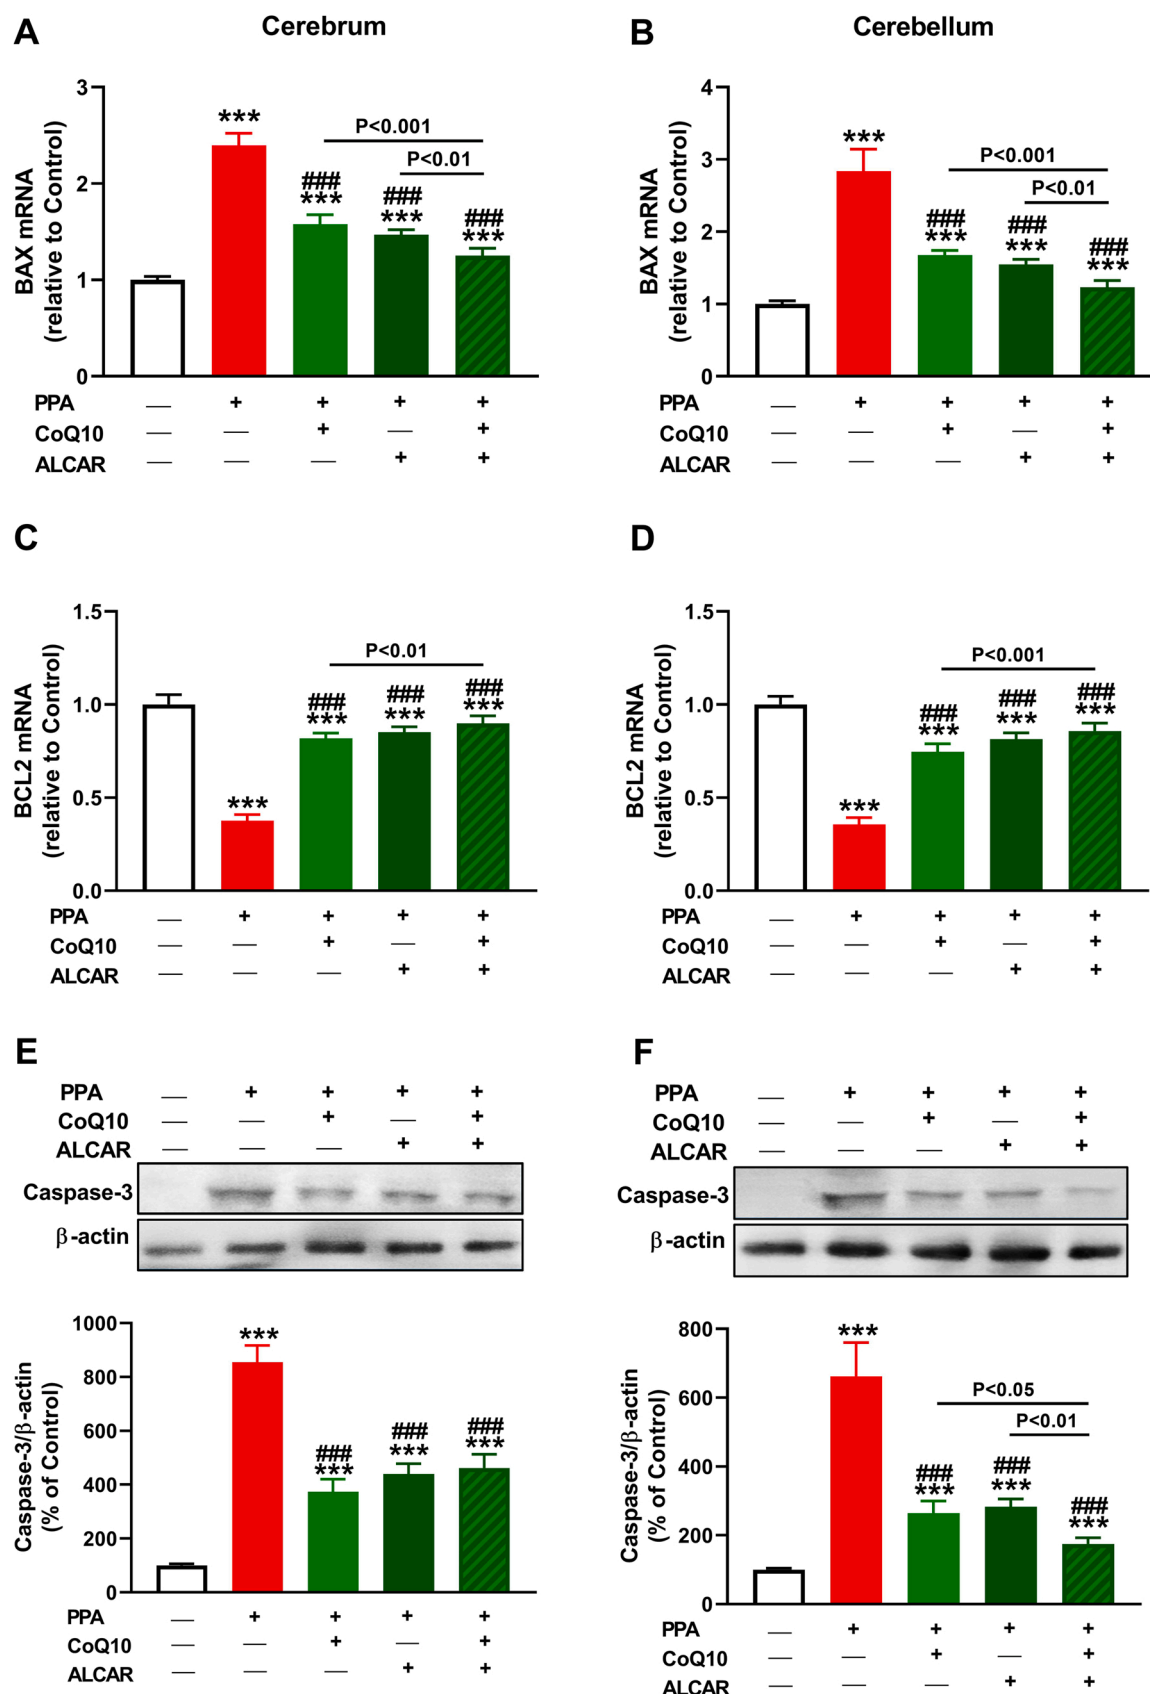 A
Cerebrum
3
2
1
0
BAX mRNA
(relative to Control)
***
###
***
###
***
###
***
P<0.001
P<0.01
PPA — + + + +
CoQ10 — — + — +
ALCAR — — — + +
B
Cerebellum
4
3
2
1
0
BAX mRNA
(relative to Control)
***
###
***
###
***
###
***
P<0.001
P<0.01
PPA — + + + +
CoQ10 — — + — +
ALCAR — — — + +
C
1.5
1.0
0.5
0.0
BCL2 mRNA
(relative to Control)
***
###
***
###
***
###
***
P<0.01
PPA — + + + +
CoQ10 — — + — +
ALCAR — — — + +
D
1.5
1.0
0.5
0.0
BCL2 mRNA
(relative to Control)
***
###
***
###
***
###
***
P<0.001
PPA — + + + +
CoQ10 — — + — +
ALCAR — — — + +
E
PPA — + + + +
CoQ10 — — + — +
ALCAR — — — + +
Caspase-3
β-actin
1000
800
600
400
200
0
Caspase-3/β-actin
(% of Control)
***
###
***
###
***
###
***
PPA — + + + +
CoQ10 — — + — +
ALCAR — — — + +
F
PPA — + + + +
CoQ10 — — + — +
ALCAR — — — + +
Caspase-3
β-actin
800
600
400
200
0
Caspase-3/β-actin
(% of Control)
***
###
***
###
***
###
***
P<0.05
P<0.01
PPA — + + + +
CoQ10 — — + — +
ALCAR — — — + +